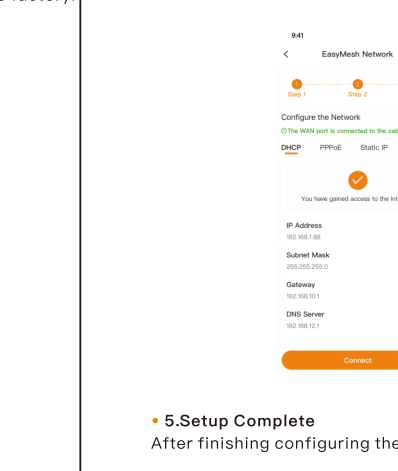 factory.
9:41
< EasyMesh Network
1 2
Step 1 Step 2
Configure the Network
The WAN port is connected to the
DHCP PPPoE Static IP
You have gained access to the
IP Address
192.168.1.88
Subnet Mask
255.255.255.0
Gateway
192.168.10.1
DNS Server
192.168.12.1
Connect
• 5.Setup Complete
After finishing configuring the